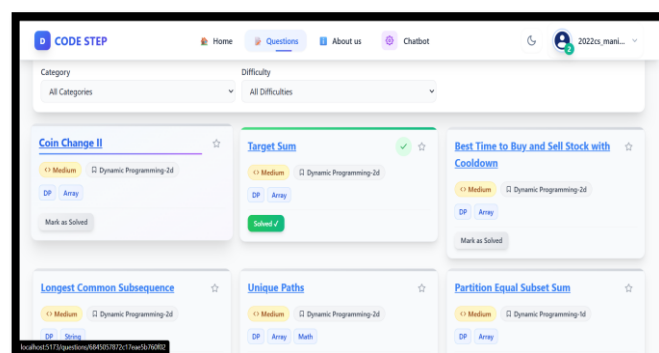 D CODE STEP Home Questions About us Chatbot 2022cs_mani... 2
Category Difficulty
All Categories All Difficulties
Coin Change II
Medium Dynamic Programming-2d
DP Array
Mark as Solved
Target Sum
Medium Dynamic Programming-2d
DP Array
Solved ✓
Best Time to Buy and Sell Stock with
Cooldown
Medium Dynamic Programming-2d
DP Array
Mark as Solved
Longest Common Subsequence
Medium Dynamic Programming-2d
DP String
Unique Paths
Medium Dynamic Programming-2d
DP Array Math
Partition Equal Subset Sum
Medium Dynamic Programming-1d
DP Array